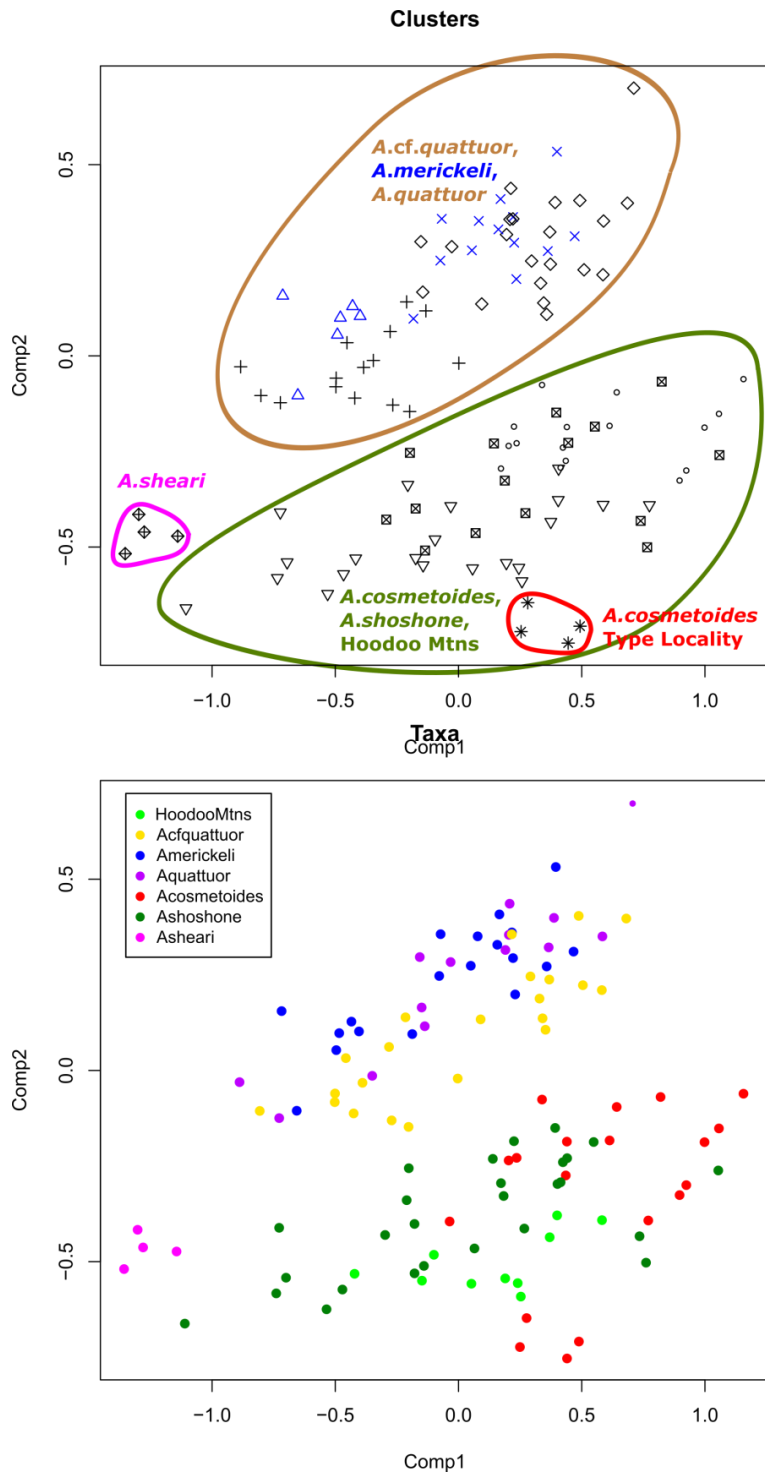 Clusters
0.5
A.cf.quattuor,
A.merickeli,
A.quattuor
Comp2
0.0
A.sheari
−0.5
A.cosmetoides,
A.shoshone,
Hoodoo Mtns
A.cosmetoides
Type Locality
−1.0 −0.5 0.0 0.5 1.0
Taxa
Comp1
HoodooMtns
Acfquattuor
Americkeli
Aquattuor
Acosmetoides
Ashoshone
Asheari
0.5
Comp2
0.0
−0.5
−1.0 −0.5 0.0 0.5 1.0
Comp1